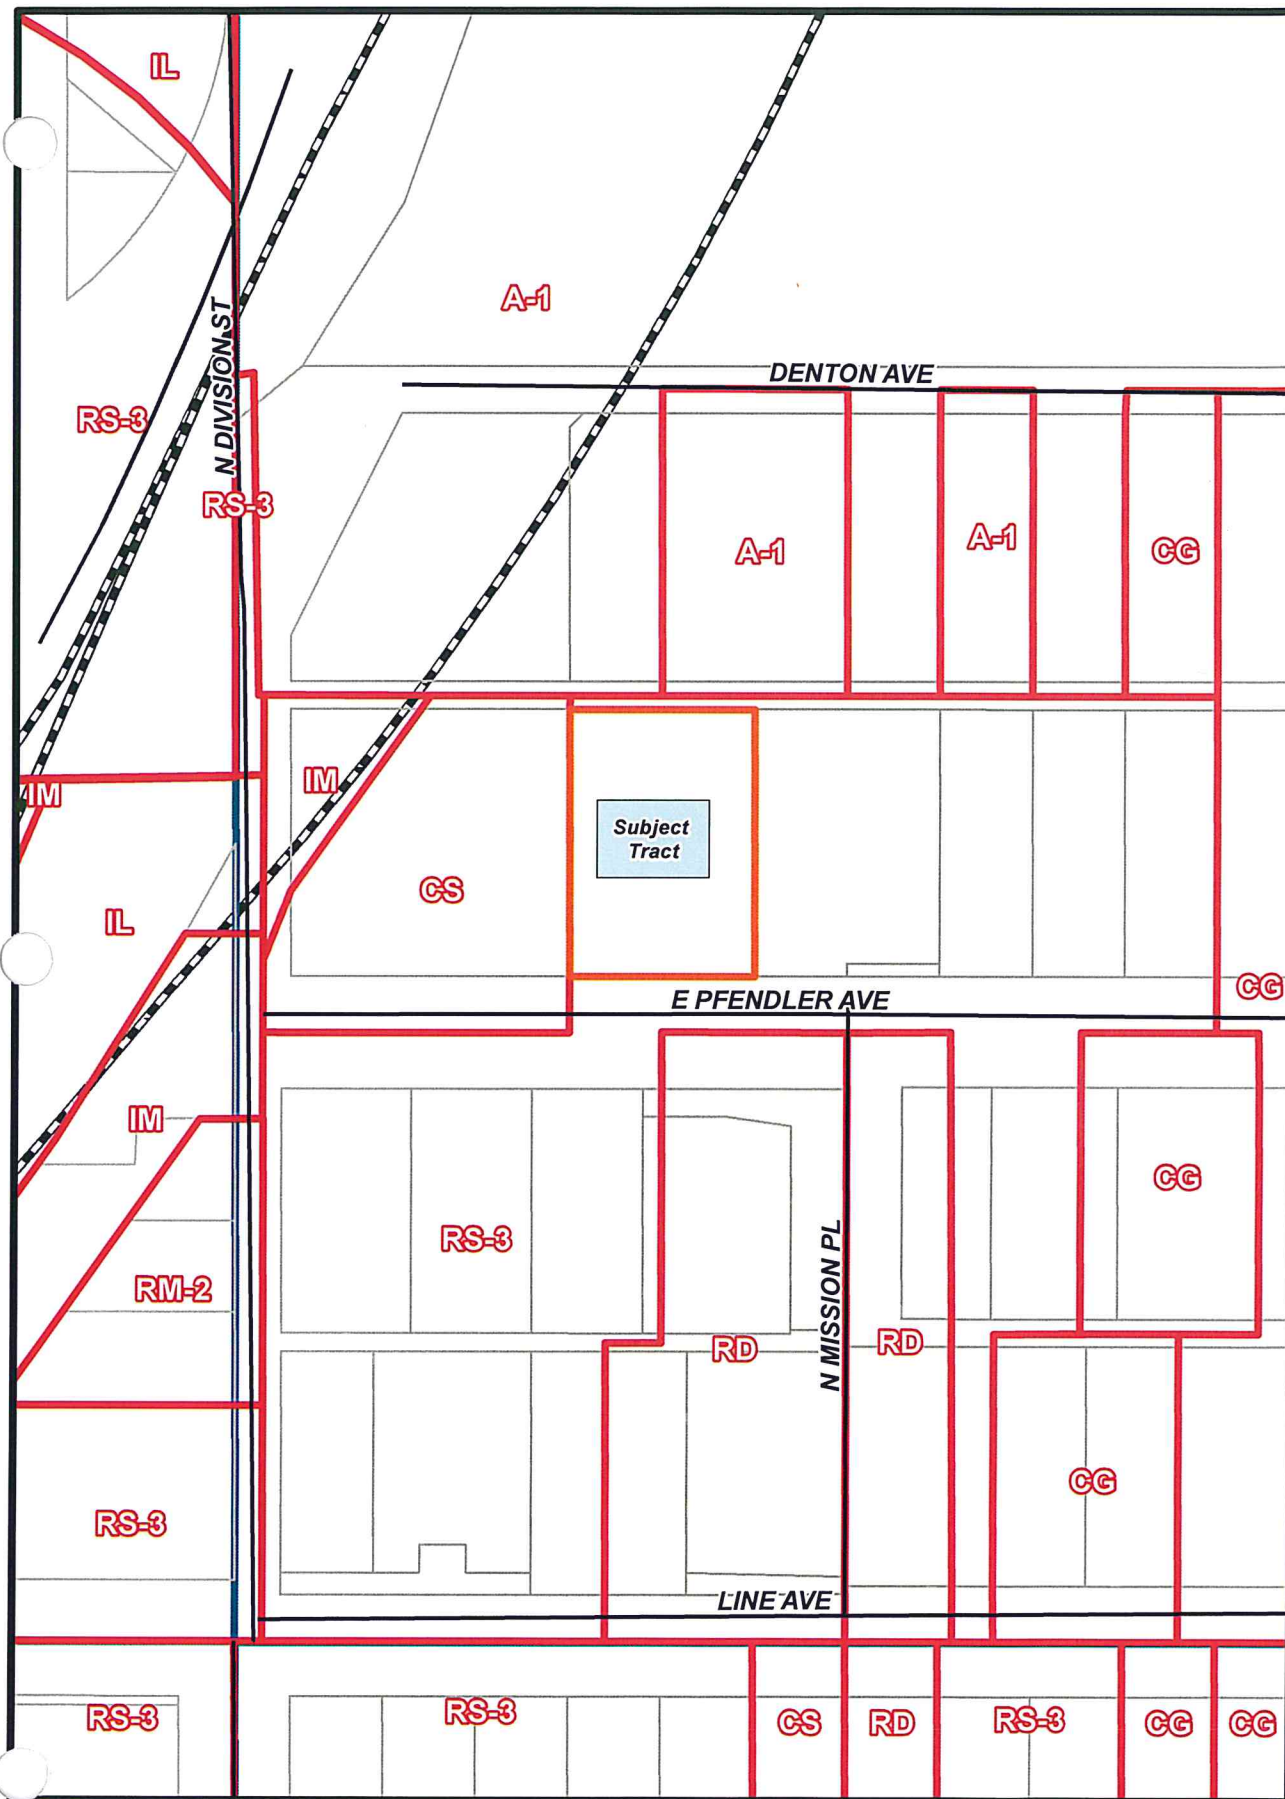 IL
A-1
N DIVISION ST
DENTON AVE
RS-3
RS-3
A-1
A-1
CG
IM
IM
Subject
Tract
CS
IL
CG
E PFENDLER AVE
IM
CG
RS-3
N MISSION PL
RM-2
RD
RD
CG
RS-3
LINE AVE
RS-3
RS-3
CS
RD
RS-3
CG
CG